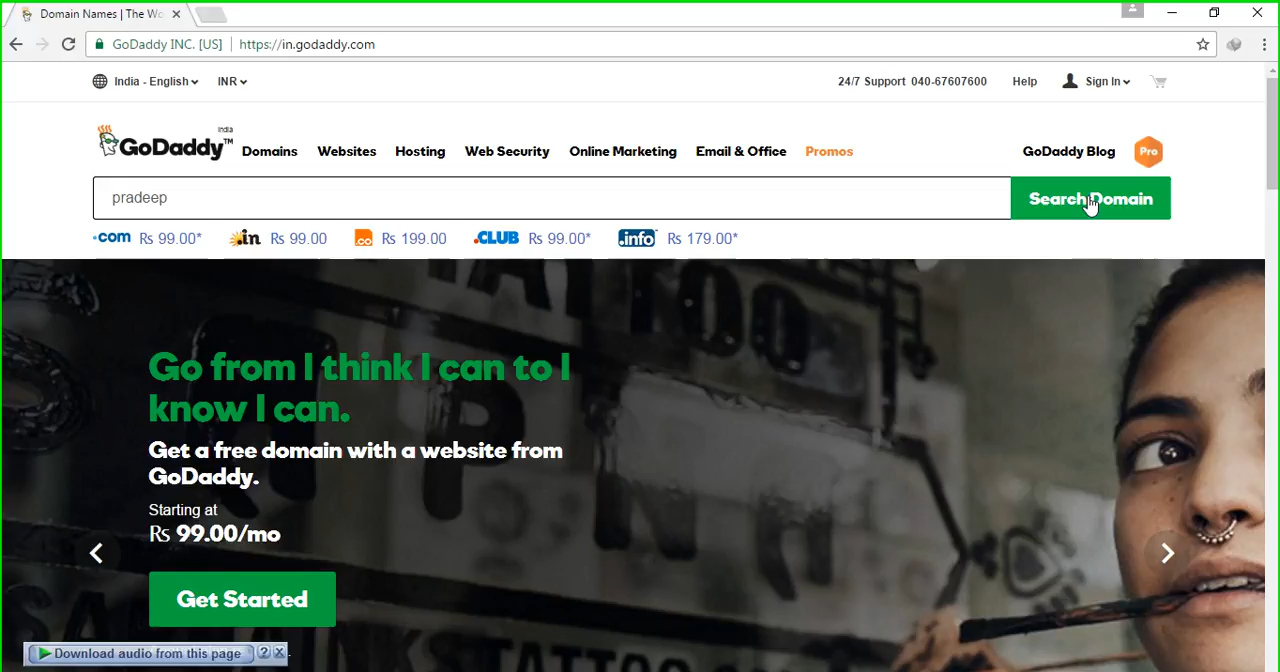 Domain Names | The Wo
GoDaddy INC. [US] https://in.godaddy.com
India - English INR 24/7 Support 040-67607600 Help Sign In
India
GoDaddy™ Domains Websites Hosting Web Security Online Marketing Email & Office Promos GoDaddy Blog Pro
pradeep Search Domain
.com Rs 99.00* .in Rs 99.00 .co Rs 199.00 .CLUB Rs 99.00* .info Rs 179.00*
TATTOO
Go from I think I can to I
know I can.
Get a free domain with a website from
GoDaddy.
Starting at
Rs 99.00/mo
Get Started
Download audio from this page ?